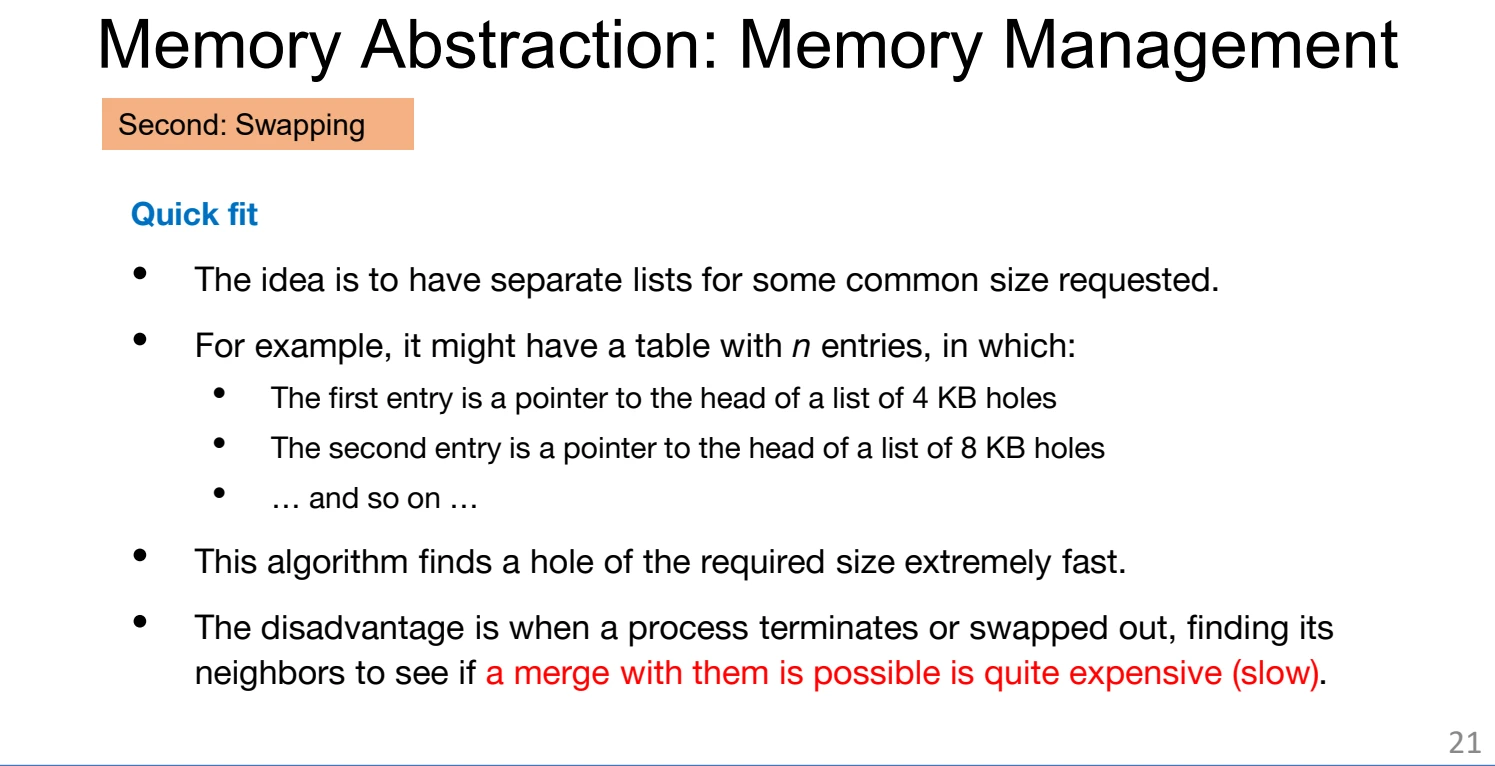 Memory Abstraction: Memory Management
Second: Swapping
Quick fit
• The idea is to have separate lists for some common size requested.
• For example, it might have a table with n entries, in which:
• The first entry is a pointer to the head of a list of 4 KB holes
• The second entry is a pointer to the head of a list of 8 KB holes
• … and so on …
• This algorithm finds a hole of the required size extremely fast.
• The disadvantage is when a process terminates or swapped out, finding its
neighbors to see if a merge with them is possible is quite expensive (slow).
21